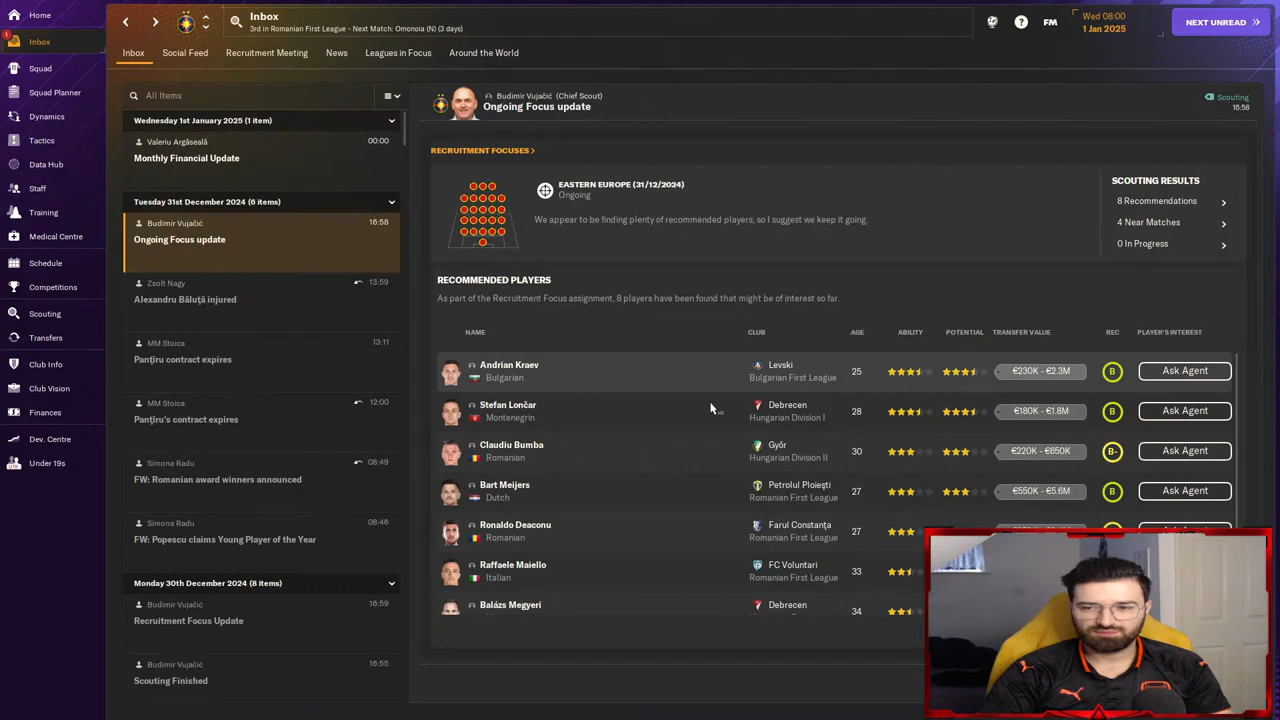 Home
Inbox
1
Squad
Squad Planner
Dynamics
Tactics
Data Hub
Staff
Training
Medical Centre
Schedule
Competitions
Scouting
Transfers
Club Info
Club Vision
Finances
Dev. Centre
Under 19s
Inbox
3rd in Romanian First League - Next Match: Omonoia (N) (3 days)
FM
Wed 08:00
1 Jan 2025
NEXT UNREAD
Inbox
Social Feed
Recruitment Meeting
News
Leagues in Focus
Around the World
All Items
Wednesday 1st January 2025 (1 item)
Valeriu Argăseală 00:00
Monthly Financial Update
Tuesday 31st December 2024 (6 items)
Budimir Vujačić 16:58
Ongoing Focus update
Zsolt Nagy 13:59
Alexandru Băluță injured
MM Stoica 13:11
Panțîru contract expires
MM Stoica 12:00
Panțîru's contract expires
Simona Radu 08:49
FW: Romanian award winners announced
Simona Radu 08:46
FW: Popescu claims Young Player of the Year
Monday 30th December 2024 (8 items)
Budimir Vujačić 16:59
Recruitment Focus Update
Budimir Vujačić 16:55
Scouting Finished
Budimir Vujačić (Chief Scout)
Ongoing Focus update
Scouting
16:58
RECRUITMENT FOCUSES >
EASTERN EUROPE (31/12/2024)
Ongoing
We appear to be finding plenty of recommended players, so I suggest we keep it going.
SCOUTING RESULTS
8 Recommendations
4 Near Matches
0 In Progress
RECOMMENDED PLAYERS
As part of the Recruitment Focus assignment, 8 players have been found that might be of interest so far.
NAME CLUB AGE ABILITY POTENTIAL TRANSFER VALUE REC PLAYER'S INTEREST
Andrian Kraev Levski 25 €230K - €2.3M B Ask Agent
Bulgarian Bulgarian First League
Stefan Lončar Debrecen 28 €180K - €1.8M B Ask Agent
Montenegrin Hungarian Division I
Claudiu Bumba Győr 30 €220K - €650K B- Ask Agent
Romanian Hungarian Division II
Bart Meijers Petrolul Ploiești 27 €550K - €5.6M B Ask Agent
Dutch Romanian First League
Ronaldo Deaconu Farul Constanța 27
Romanian Romanian First League
Raffaele Maiello FC Voluntari 33
Italian Romanian First League
Balázs Megyeri Debrecen 34